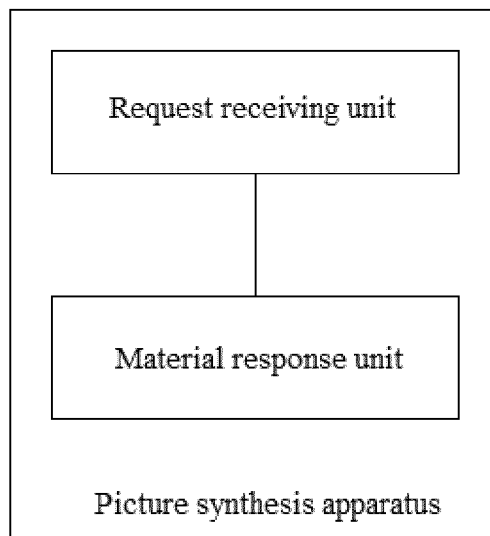 Request receiving unit
Material response unit
Picture synthesis apparatus